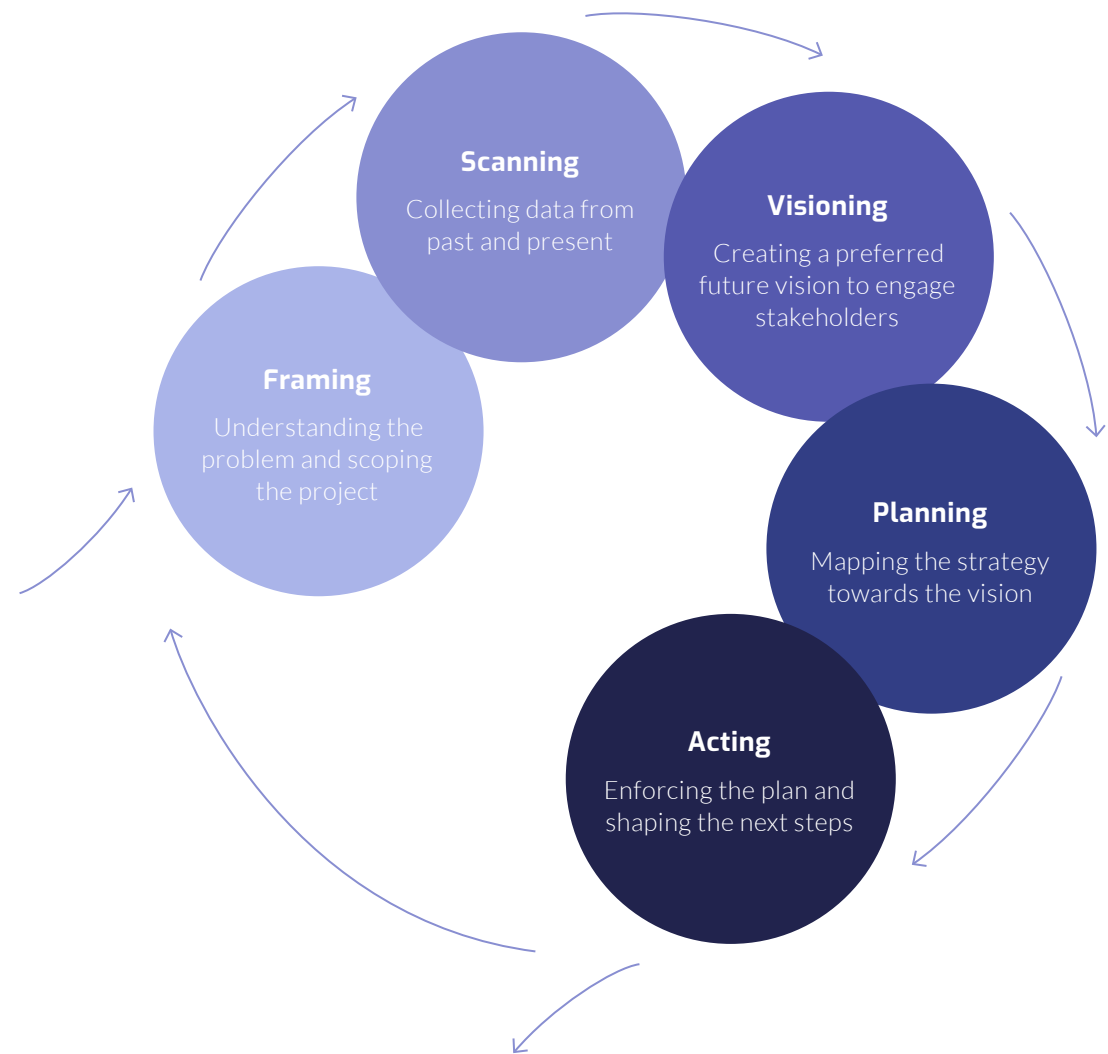 Scanning
Collecting data from
past and present
Visioning
Creating a preferred
future vision to engage
stakeholders
Framing
Understanding the
problem and scoping
the project
Planning
Mapping the strategy
towards the vision
Acting
Enforcing the plan and
shaping the next steps